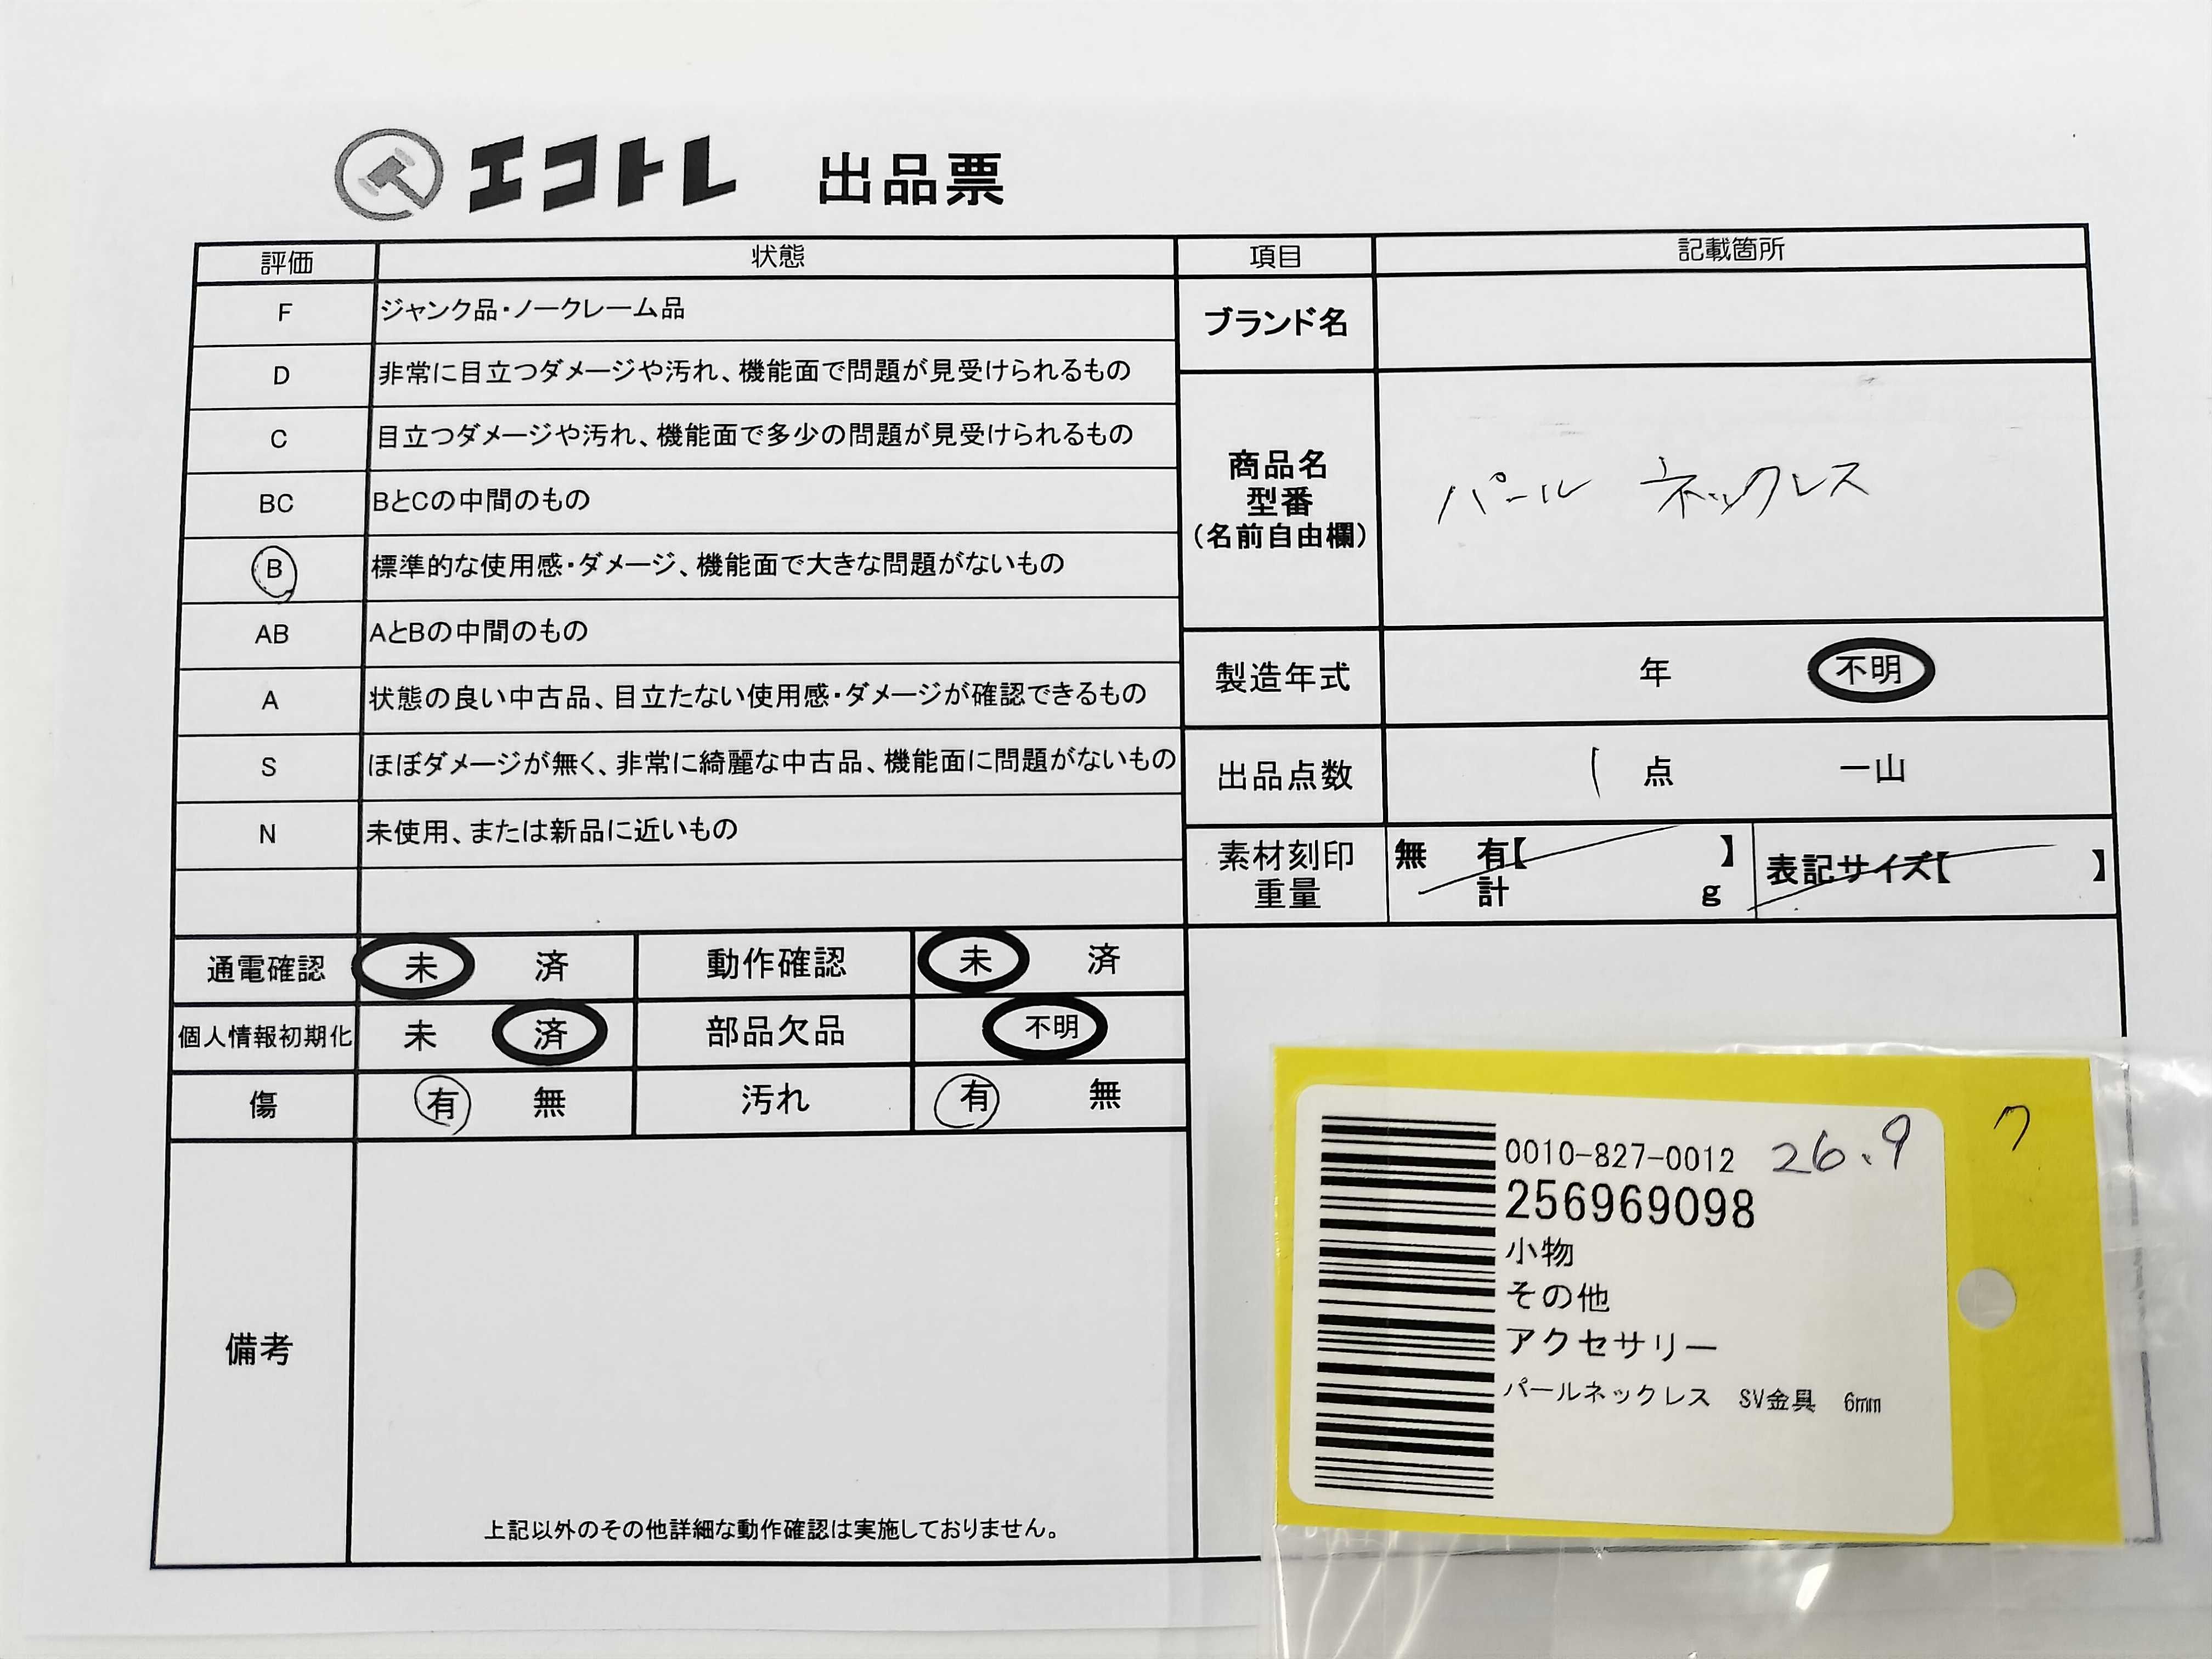 エコトレ 出品票
評価 状態
F ジャンク品・ノークレーム品
D 非常に目立つダメージや汚れ、機能面で問題が見受けられるもの
C 目立つダメージや汚れ、機能面で多少の問題が見受けられるもの
BC BとCの中間のもの
B 標準的な使用感・ダメージ、機能面で大きな問題がないもの
AB AとBの中間のもの
A 状態の良い中古品、目立たない使用感・ダメージが確認できるもの
S ほぼダメージが無く、非常に綺麗な中古品、機能面に問題がないもの
N 未使用、または新品に近いもの
項目 記載箇所
ブランド名
商品名
型番
(名前自由欄)
パール ネックレス
製造年式 年 不明
出品点数 1 点 一山
素材刻印 無 有【 】 表記サイズ【 】
重量 計 g
通電確認 未 済 動作確認 未 済
個人情報初期化 未 済 部品欠品 不明
傷 有 無 汚れ 有 無
備考
上記以外のその他詳細な動作確認は実施しておりません。
0010-827-0012 26.9 ク
256969098
小物
その他
アクセサリー
パールネックレス SV金具 6mm